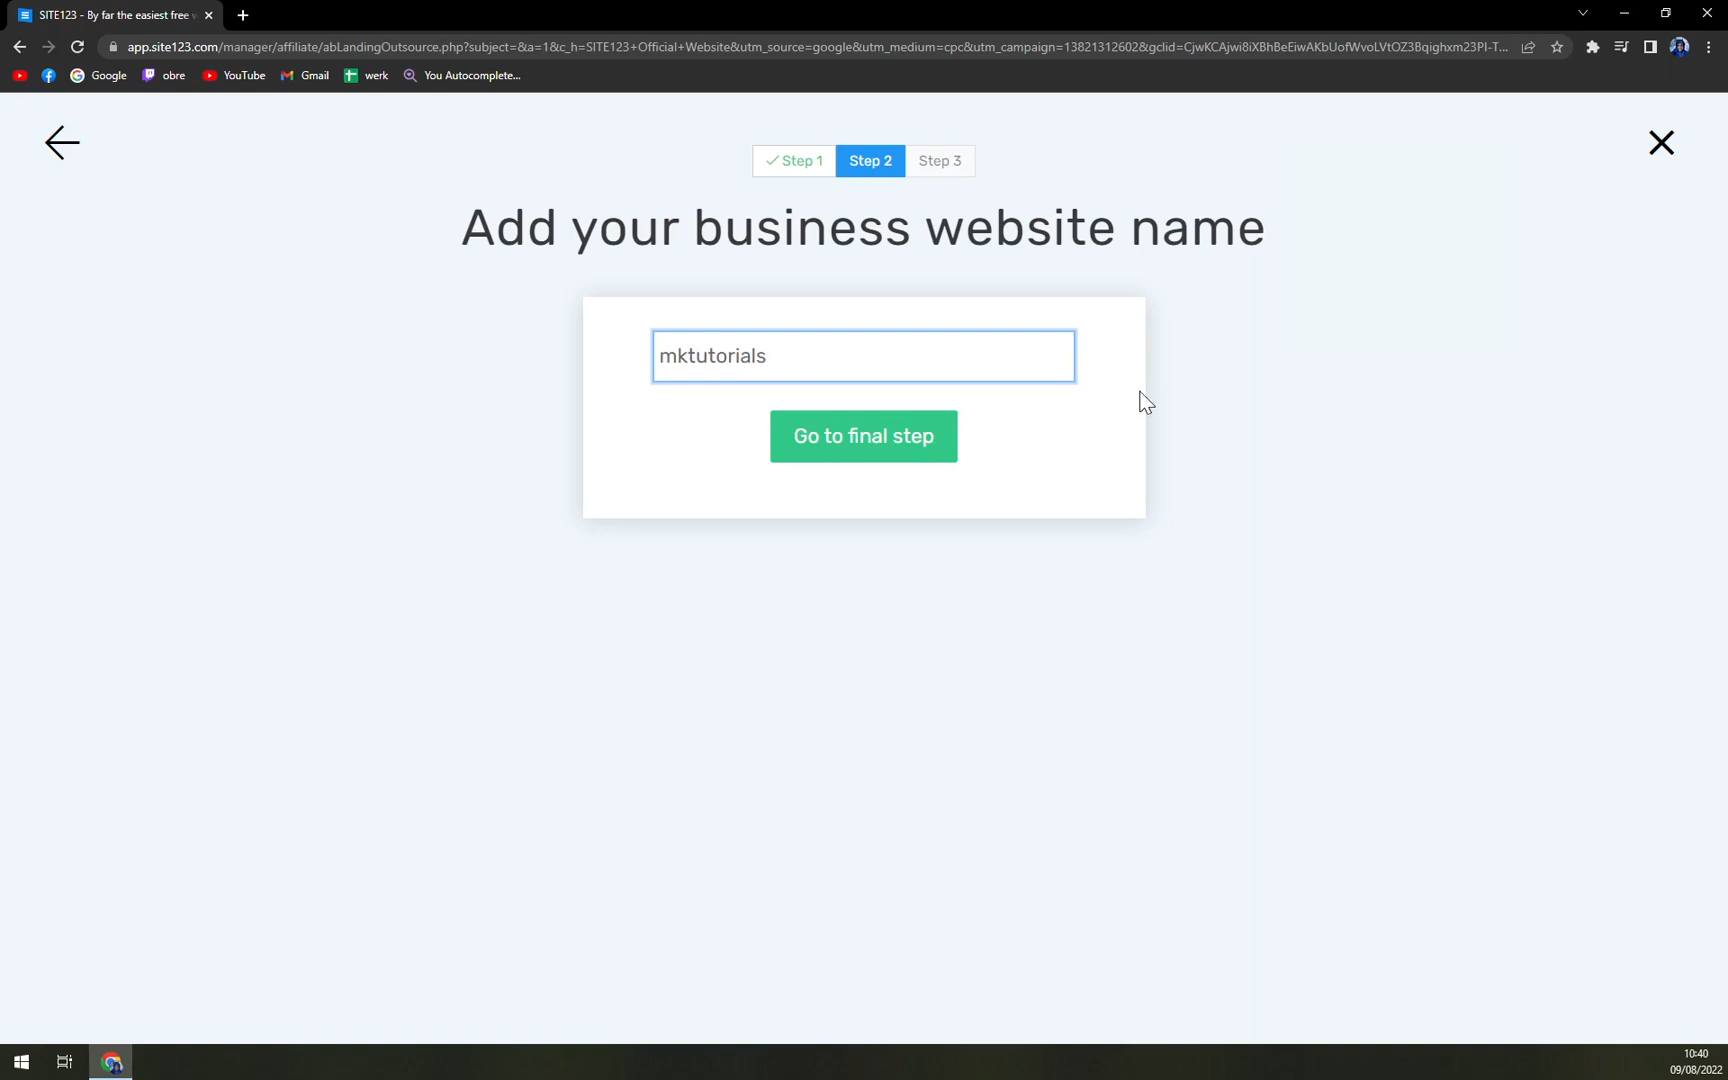 SITE123 - By far the easiest free
app.site123.com/manager/affiliate/abLandingOutsource.php?subject=&a=1&c_h=SITE123+Official+Website&utm_source=google&utm_medium=cpc&utm_campaign=13821312602&gclid=CjwKCAjwi8iXBhBeEiwAKbUofWvoLVtOZ3Bqighxm23PI-T...
Google obre YouTube Gmail werk You Autocomplete...
Step 1 Step 2 Step 3
Add your business website name
mktutorials
Go to final step
10:40
09/08/2022